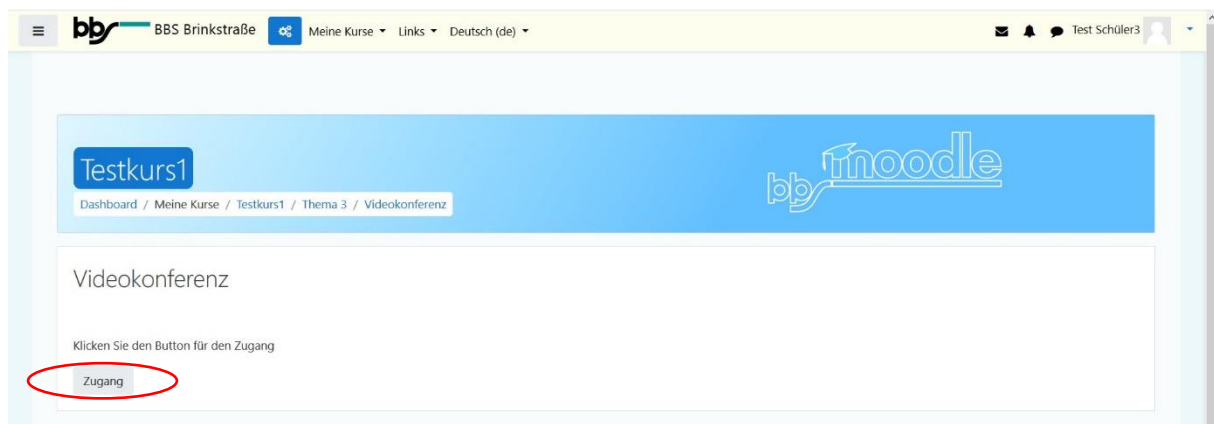 bbs BBS Brinkstraße Meine Kurse Links Deutsch (de) Test Schüler3
Testkurs1
bbs moodle
Dashboard / Meine Kurse / Testkurs1 / Thema 3 / Videokonferenz
Videokonferenz
Klicken Sie den Button für den Zugang
Zugang